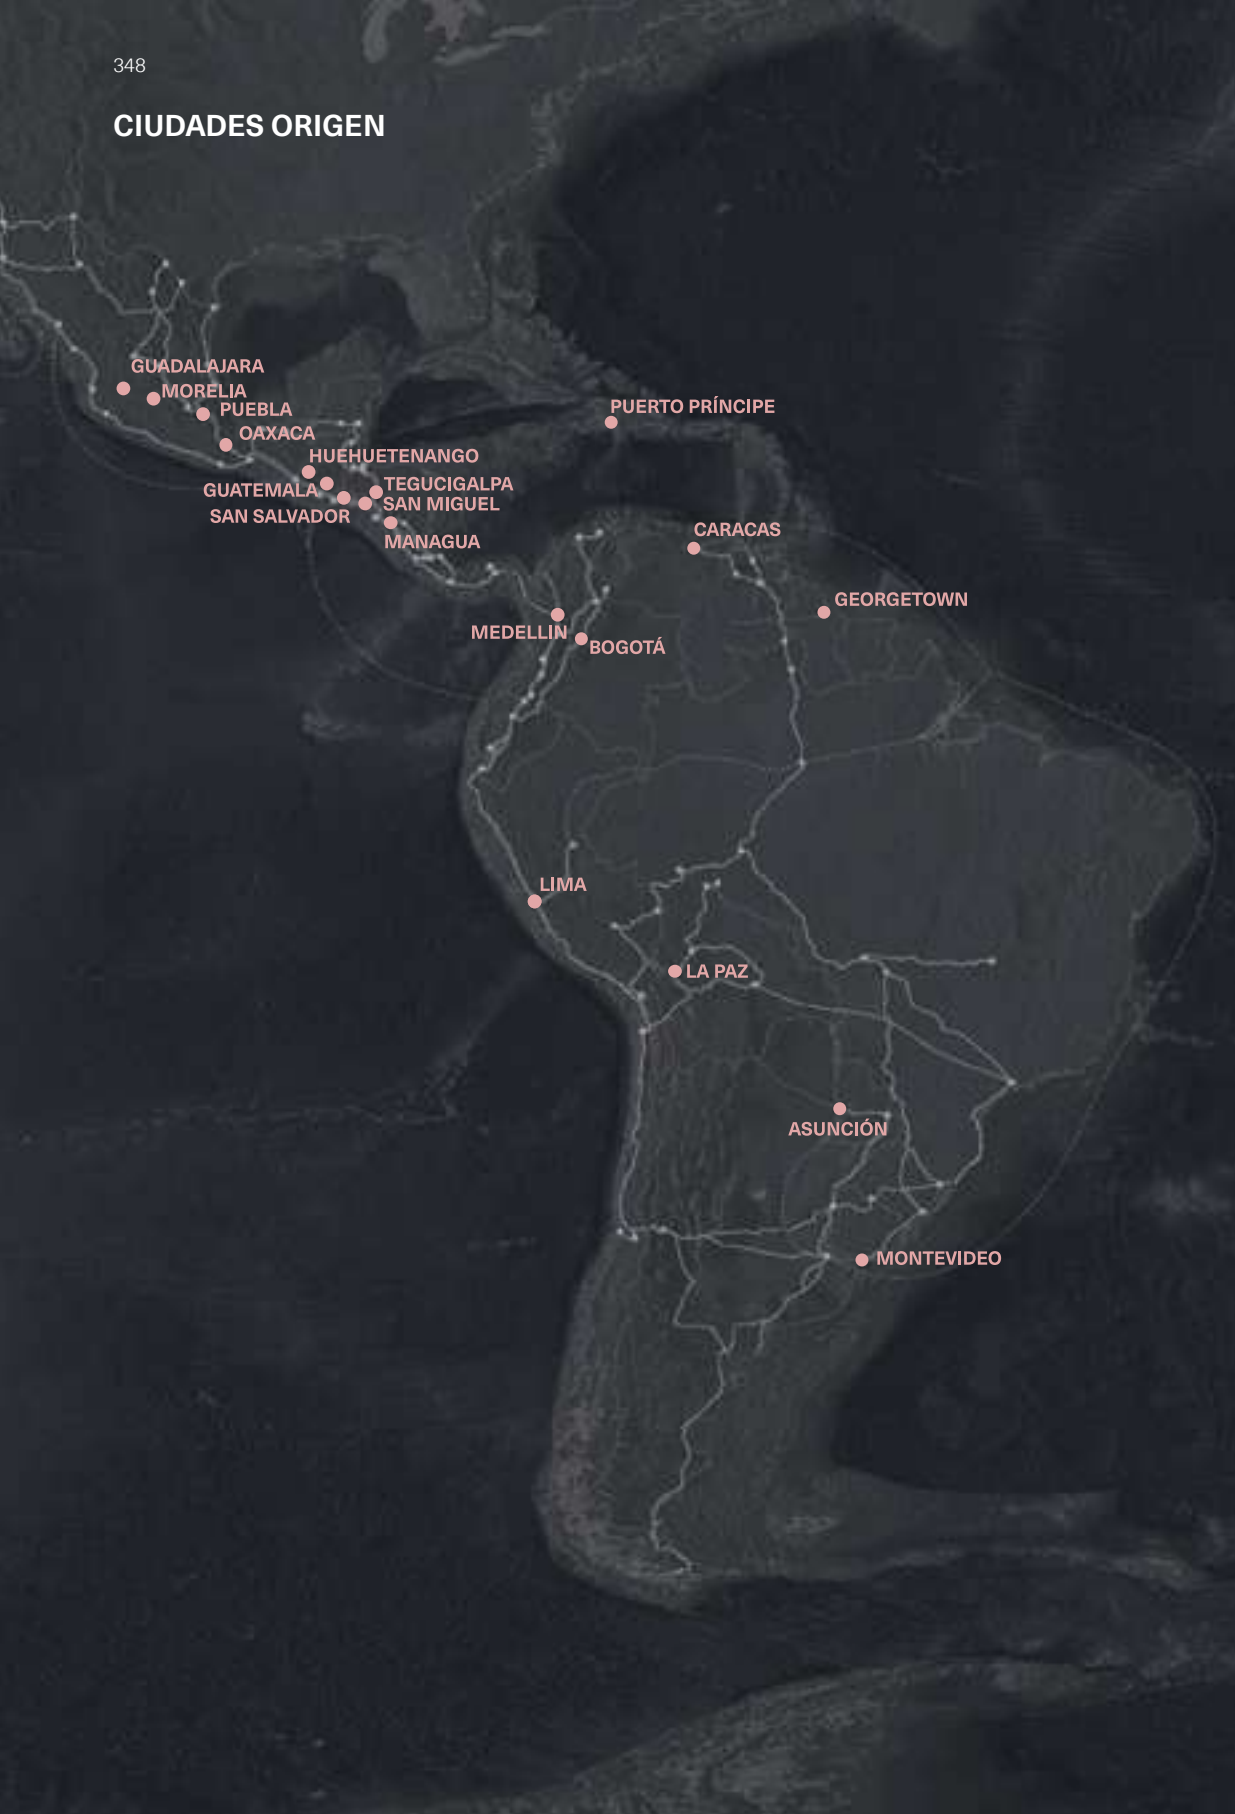 348
CIUDADES ORIGEN
GUADALAJARA
MORELIA
PUEBLA
OAXACA
PUERTO PRÍNCIPE
HUEHUETENANGO
GUATEMALA
TEGUCIGALPA
SAN MIGUEL
SAN SALVADOR
MANAGUA
CARACAS
GEORGETOWN
MEDELLÍN
BOGOTÁ
LIMA
LA PAZ
ASUNCIÓN
MONTEVIDEO